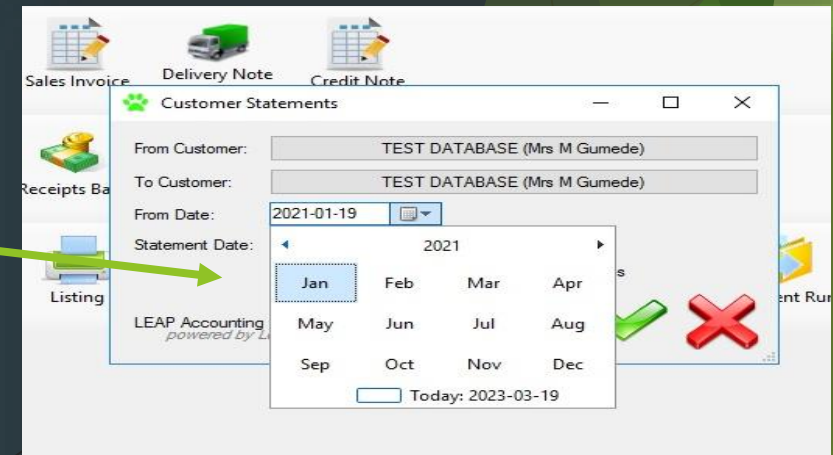 Sales Invoice
Delivery Note
Credit Note
Customer Statements
From Customer: TEST DATABASE (Mrs M Gumede)
Receipts Ba
To Customer: TEST DATABASE (Mrs M Gumede)
From Date: 2021-01-19
Statement Date:
2021
s
Jan Feb Mar Apr
Listing
ent Rur
LEAP Accounting
powered by L
May Jun Jul Aug
Sep Oct Nov Dec
Today: 2023-03-19